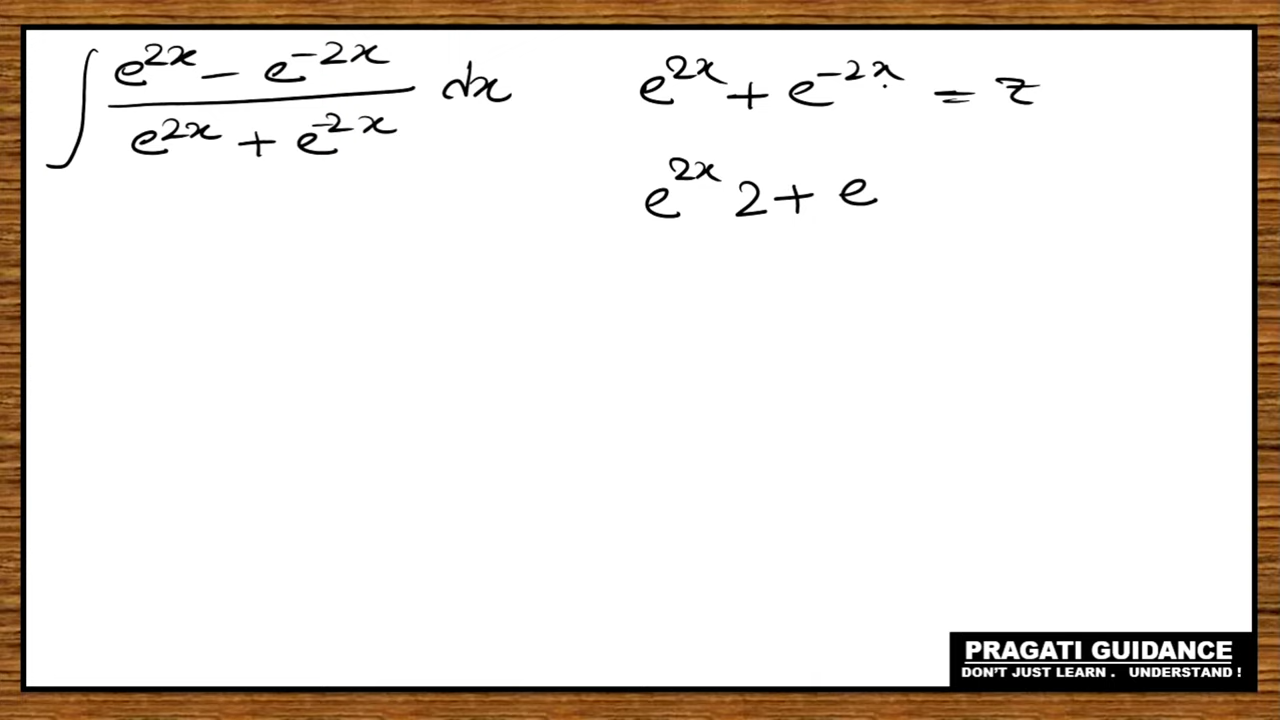 ∫ (e^{2x} - e^{-2x}) / (e^{2x} + e^{-2x}) dx
e^{2x} + e^{-2x} = z
e^{2x} 2 + e
PRAGATI GUIDANCE
DON'T JUST LEARN . UNDERSTAND !